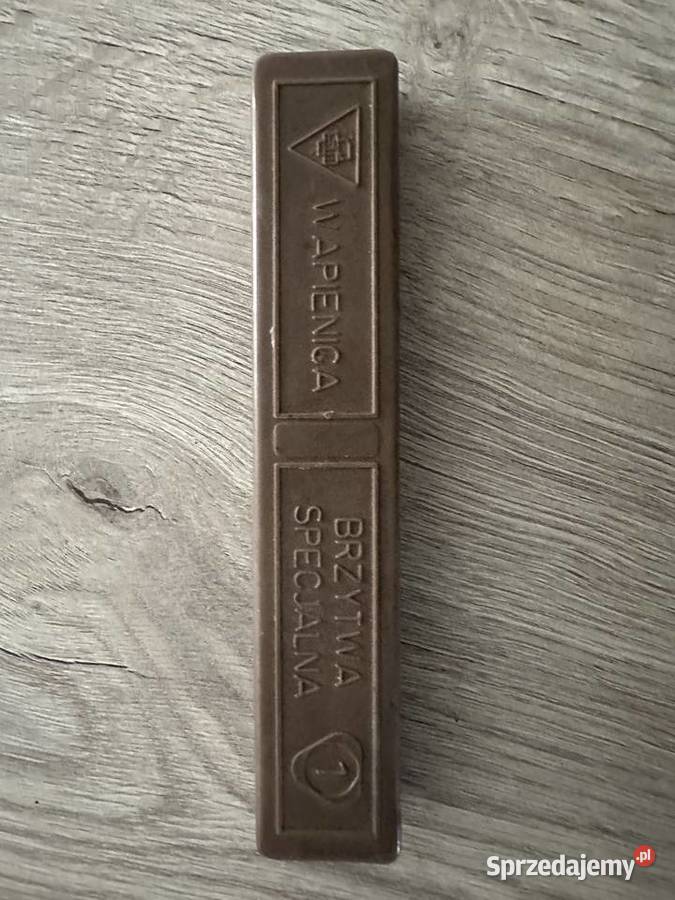 WAPIENICA
BRZYTWA
SPECJALNA
1
Sprzedajemy.pl